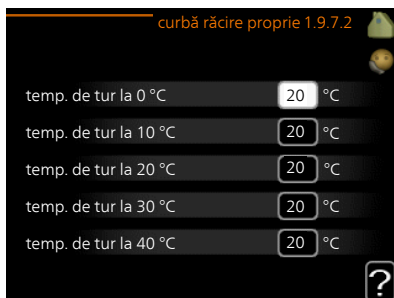 curbă răcire proprie 1.9.7.2
temp. de tur la 0 °C 20 °C
temp. de tur la 10 °C 20 °C
temp. de tur la 20 °C 20 °C
temp. de tur la 30 °C 20 °C
temp. de tur la 40 °C 20 °C
?